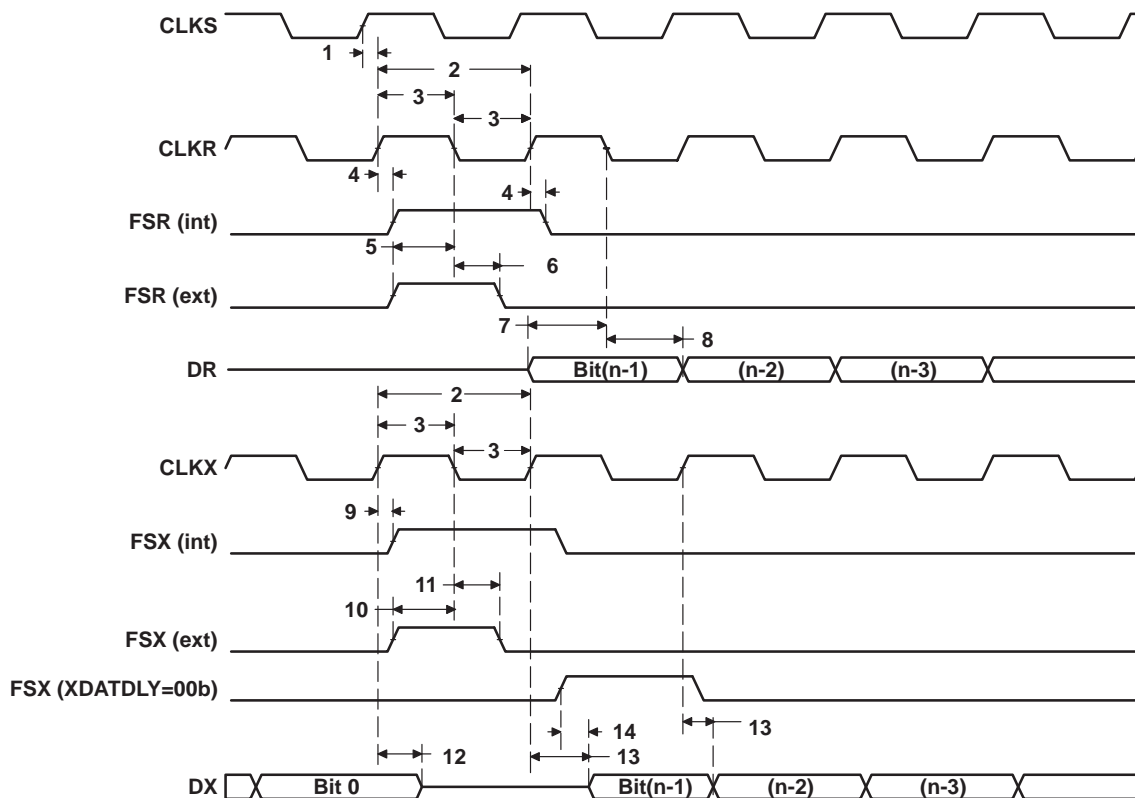 CLKS
1
2
3
3
CLKR
4
4
FSR (int)
5
6
FSR (ext)
7
8
DR Bit(n-1) (n-2) (n-3)
2
3
3
CLKX
9
FSX (int)
11
10
FSX (ext)
FSX (XDATDLY=00b)
14 13
12 13
DX Bit 0 Bit(n-1) (n-2) (n-3)